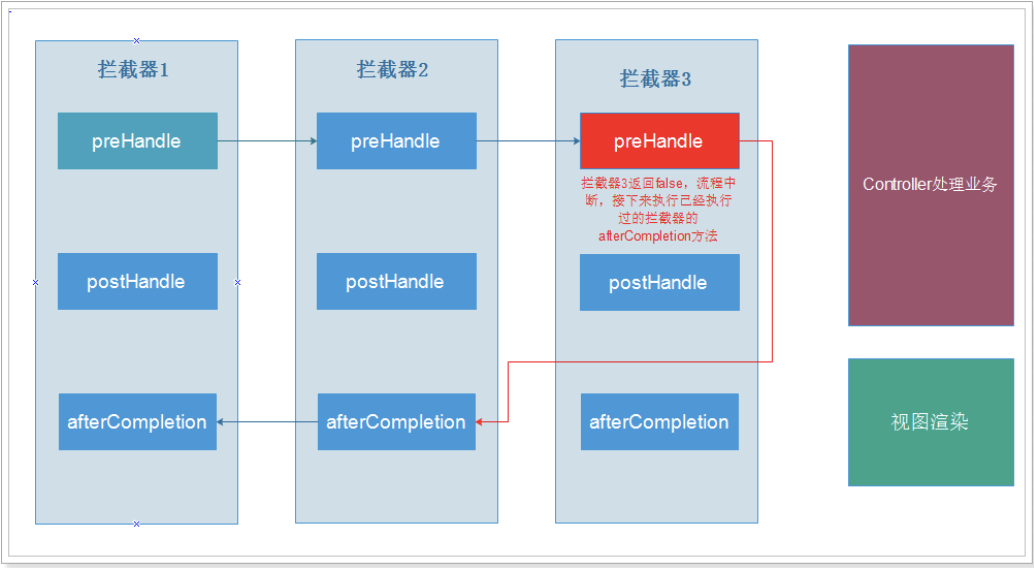 拦截器1
拦截器2
拦截器3
preHandle
preHandle
preHandle
拦截器3返回false，流程中
断，接下来执行已经执行
过的拦截器的
afterCompletion方法
Controller处理业务
postHandle
postHandle
postHandle
afterCompletion
afterCompletion
afterCompletion
视图渲染